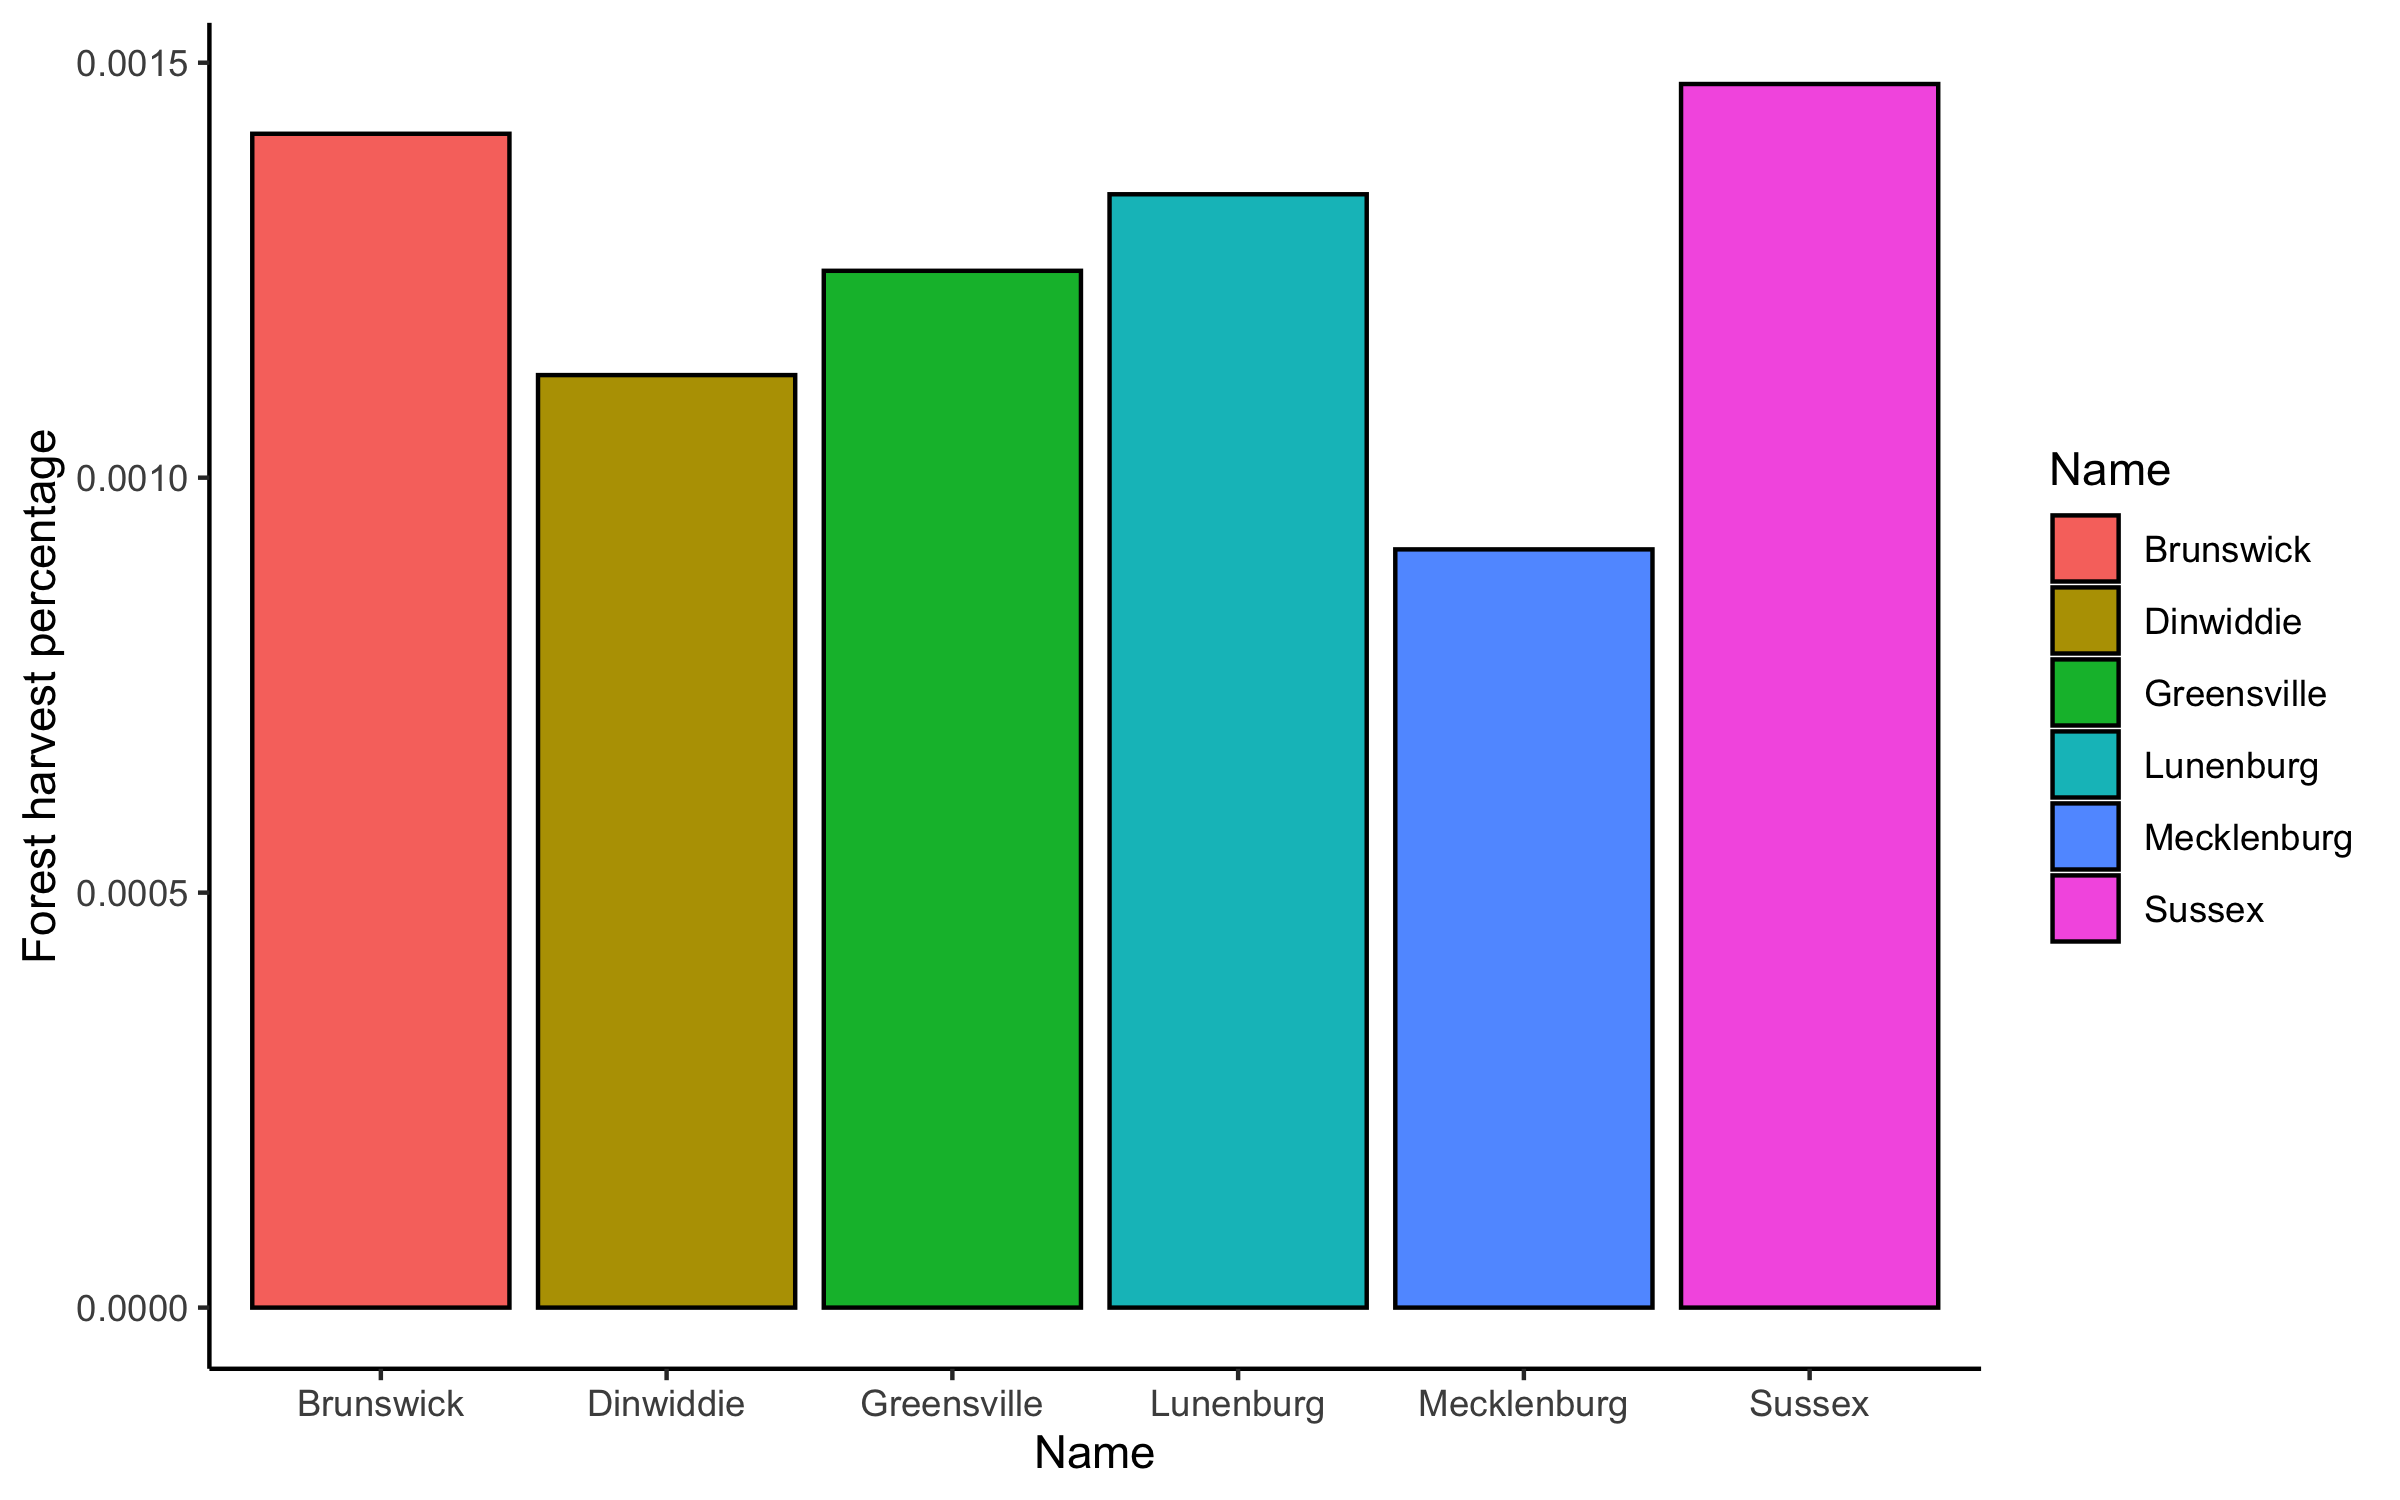 Forest harvest percentage
0.0015
0.0010
0.0005
0.0000
Brunswick Dinwiddie Greensville Lunenburg Mecklenburg Sussex
Name
Name
Brunswick
Dinwiddie
Greensville
Lunenburg
Mecklenburg
Sussex